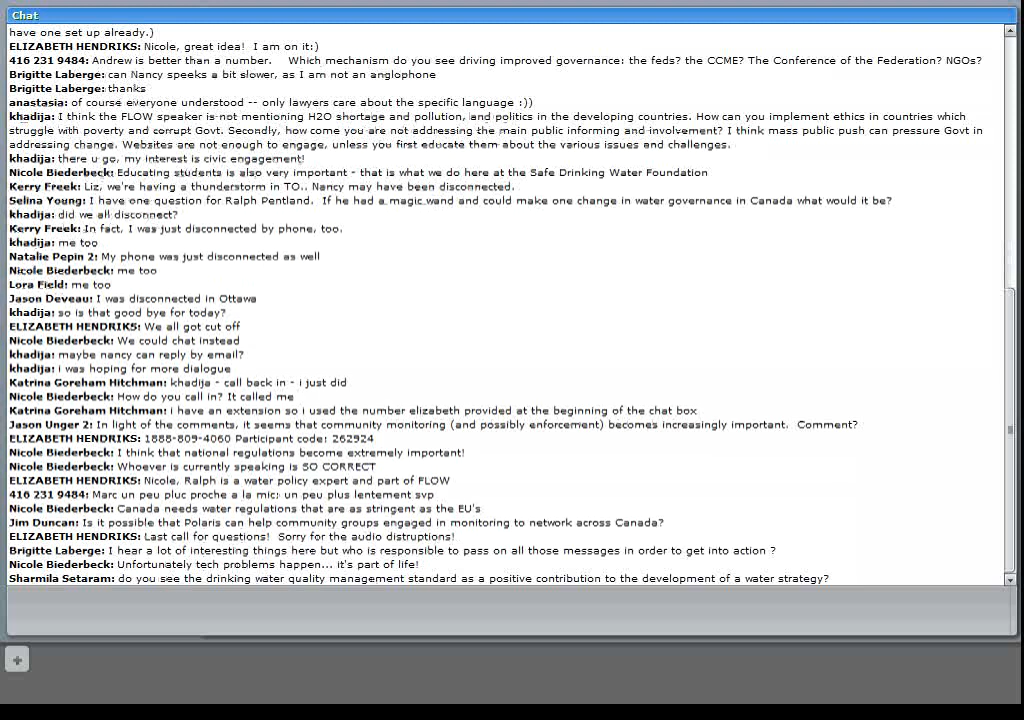 Chat
have one set up already.)
ELIZABETH HENDRIKS: Nicole, great idea!  I am on it:)
416 231 9484: Andrew is better than a number.    Which mechanism do you see driving improved governance: the feds? the CCME? The Conference of the Federation? NGOs?
Brigitte Laberge: can Nancy speeks a bit slower, as I am not an anglophone
Brigitte Laberge: thanks
anastasia: of course everyone understood -- only lawyers care about the specific language :))
khadija: I think the FLOW speaker is not mentioning H2O shortage and pollution, and politics in the developing countries. How can you implement ethics in countries which
struggle with poverty and corrupt Govt. Secondly, how come you are not addressing the main public informing and involvement? I think mass public push can pressure Govt in
addressing change. Websites are not enough to engage, unless you first educate them about the various issues and challenges.
khadija: there u go, my interest is civic engagement!
Nicole Biederbeck: Educating students is also very important - that is what we do here at the Safe Drinking Water Foundation
Kerry Freek: Liz, we're having a thunderstorm in TO.. Nancy may have been disconnected.
Selina Young: I have one question for Ralph Pentland.  If he had a magic wand and could make one change in water governance in Canada what would it be?
khadija: did we all disconnect?
Kerry Freek: In fact, I was just disconnected by phone, too.
khadija: me too
Natalie Pepin 2: My phone was just disconnected as well
Nicole Biederbeck: me too
Lora Field: me too
Jason Deveau: I was disconnected in Ottawa
khadija: so is that good bye for today?
ELIZABETH HENDRIKS: We all got cut off
Nicole Biederbeck: We could chat instead
khadija: maybe nancy can reply by email?
khadija: i was hoping for more dialogue
Katrina Goreham Hitchman: khadija - call back in - i just did
Nicole Biederbeck: How do you call in? It called me
Katrina Goreham Hitchman: i have an extension so i used the number elizabeth provided at the beginning of the chat box
Jason Unger 2: In light of the comments, it seems that community monitoring (and possibly enforcement) becomes increasingly important.  Comment?
ELIZABETH HENDRIKS: 1888-809-4060 Participant code: 262924
Nicole Biederbeck: I think that national regulations become extremely important!
Nicole Biederbeck: Whoever is currently speaking is SO CORRECT
ELIZABETH HENDRIKS: Nicole, Ralph is a water policy expert and part of FLOW
416 231 9484: Marc un peu pluc proche a la mic; un peu plus lentement svp
Nicole Biederbeck: Canada needs water regulations that are as stringent as the EU's
Jim Duncan: Is it possible that Polaris can help community groups engaged in monitoring to network across Canada?
ELIZABETH HENDRIKS: Last call for questions!  Sorry for the audio distruptions!
Brigitte Laberge: I hear a lot of interesting things here but who is responsible to pass on all those messages in order to get into action ?
Nicole Biederbeck: Unfortunately tech problems happen... it's part of life!
Sharmila Setaram: do you see the drinking water quality management standard as a positive contribution to the development of a water strategy?